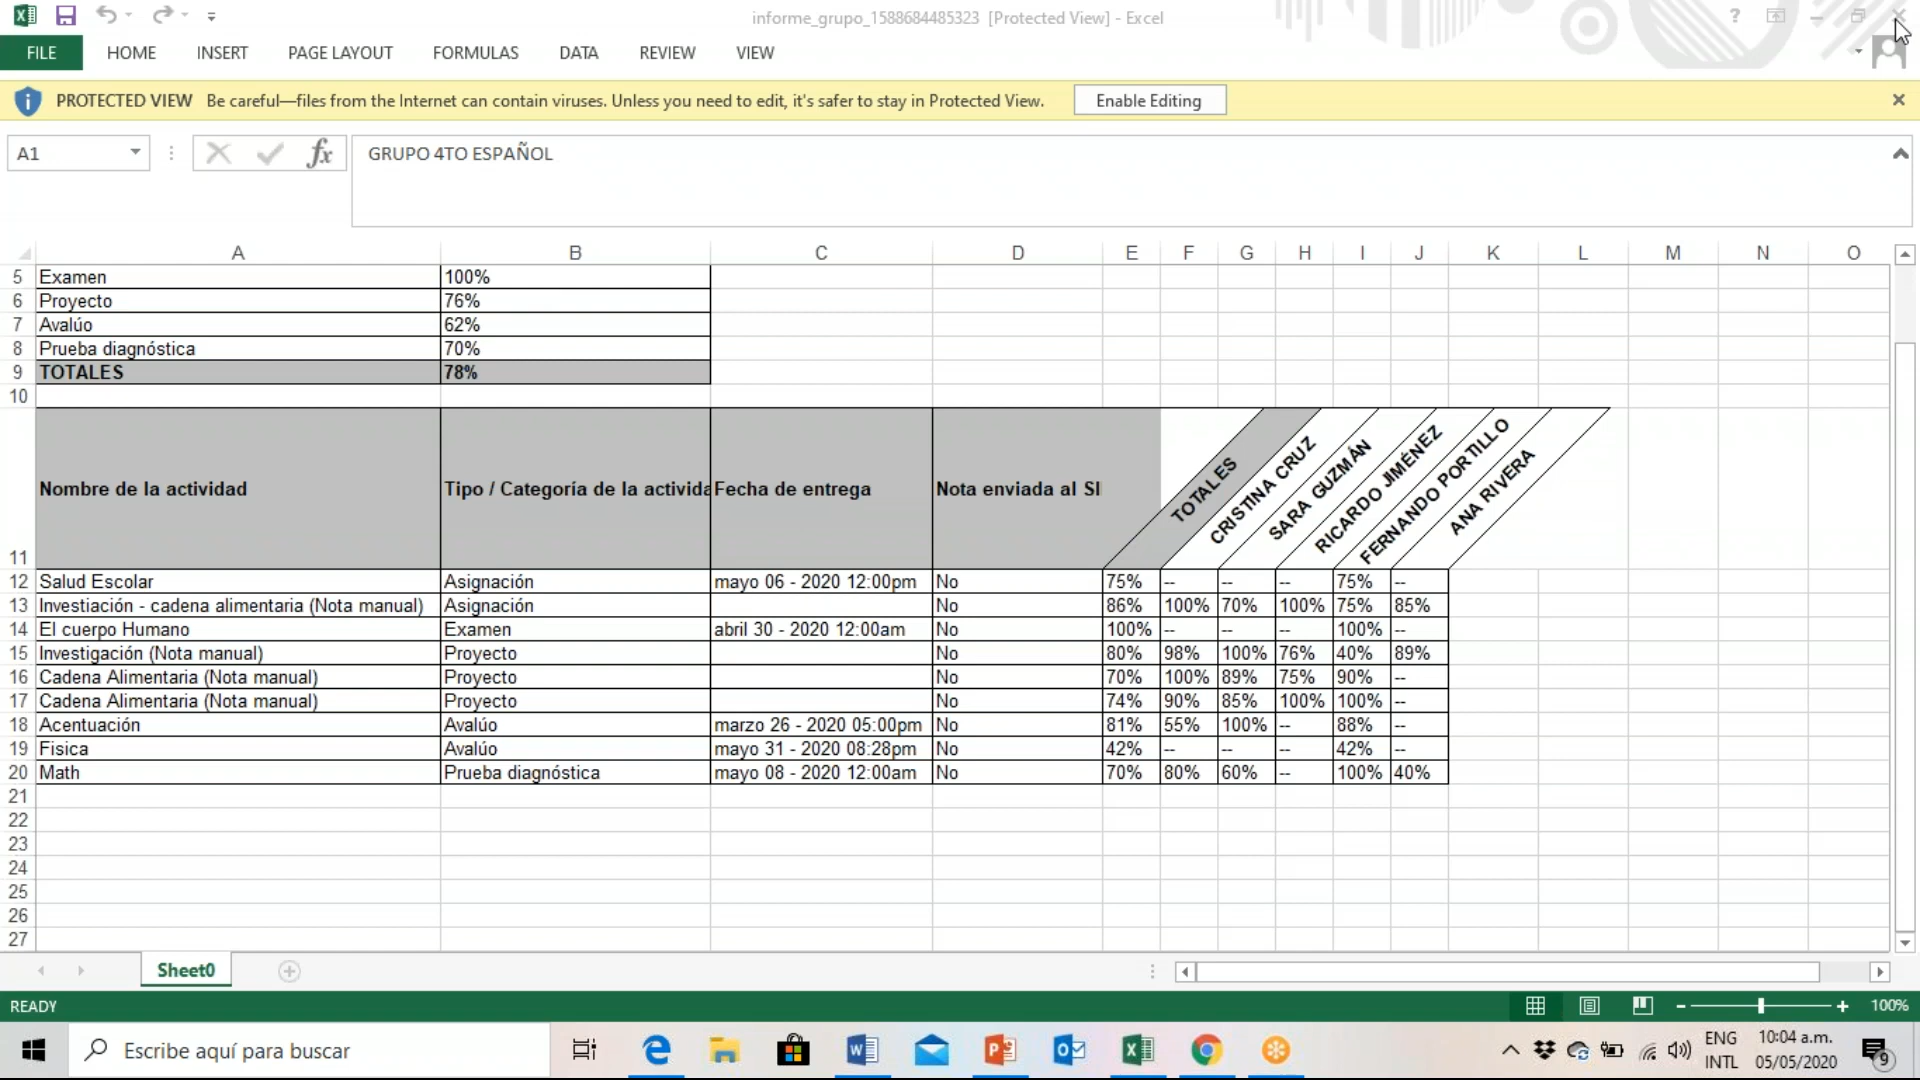 informe_grupo_1588684485323 [Protected View] - Excel
?
FILE HOME INSERT PAGE LAYOUT FORMULAS DATA REVIEW VIEW
PROTECTED VIEW Be careful—files from the Internet can contain viruses. Unless you need to edit, it's safer to stay in Protected View. Enable Editing
A1 fx GRUPO 4TO ESPAÑOL
A B C D E F G H I J K L M N O
5 Examen 100%
6 Proyecto 76%
7 Avalúo 62%
8 Prueba diagnóstica 70%
9 TOTALES 78%
10
11 Nombre de la actividad Tipo / Categoría de la activida Fecha de entrega Nota enviada al SI TOTALES CRISTINA CRUZ SARA GUZMÁN RICARDO JIMÉNEZ FERNANDO PORTILLO ANA RIVERA
12 Salud Escolar Asignación mayo 06 - 2020 12:00pm No 75% -- -- -- 75% --
13 Investiación - cadena alimentaria (Nota manual) Asignación No 86% 100% 70% 100% 75% 85%
14 El cuerpo Humano Examen abril 30 - 2020 12:00am No 100% -- -- -- 100% --
15 Investigación (Nota manual) Proyecto No 80% 98% 100% 76% 40% 89%
16 Cadena Alimentaria (Nota manual) Proyecto No 70% 100% 89% 75% 90% --
17 Cadena Alimentaria (Nota manual) Proyecto No 74% 90% 85% 100% 100% --
18 Acentuación Avalúo marzo 26 - 2020 05:00pm No 81% 55% 100% -- 88% --
19 Fisica Avalúo mayo 31 - 2020 08:28pm No 42% -- -- -- 42% --
20 Math Prueba diagnóstica mayo 08 - 2020 12:00am No 70% 80% 60% -- 100% 40%
21
22
23
24
25
26
27
Sheet0
READY 100%
Escribe aquí para buscar
ENG 10:04 a.m.
INTL 05/05/2020 9